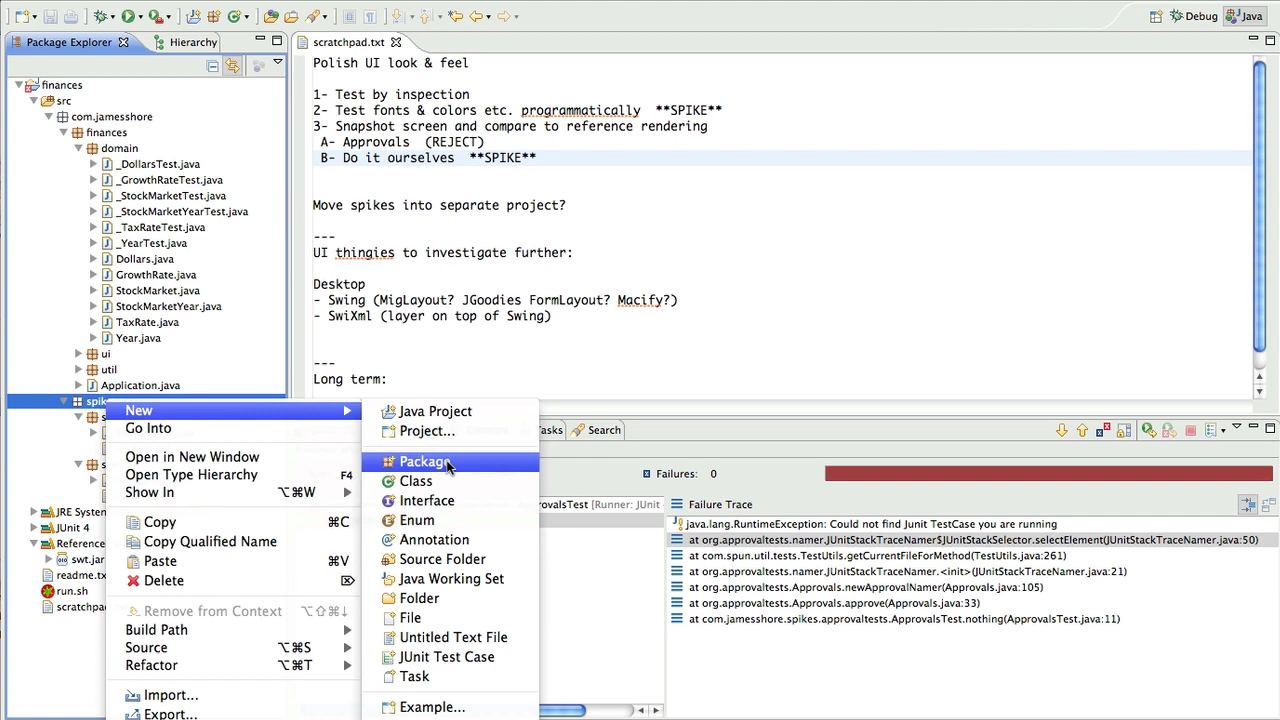 Debug
Java
Package Explorer
Hierarchy
scratchpad.txt
finances
src
com.jamesshore
finances
domain
_DollarsTest.java
_GrowthRateTest.java
_StockMarketTest.java
_StockMarketYearTest.java
_TaxRateTest.java
_YearTest.java
Dollars.java
GrowthRate.java
StockMarket.java
StockMarketYear.java
TaxRate.java
Year.java
ui
util
Application.java
JUnit 4
swt.jar
run.sh
Polish UI look & feel
1- Test by inspection
2- Test fonts & colors etc. programmatically  **SPIKE**
3- Snapshot screen and compare to reference rendering
A- Approvals  (REJECT)
B- Do it ourselves  **SPIKE**
Move spikes into separate project?
---
UI thingies to investigate further:
Desktop
- Swing (MigLayout? JGoodies FormLayout? Macify?)
- SwiXml (layer on top of Swing)
---
Long term:
New
Go Into
Open in New Window
Open Type Hierarchy F4
Show In ⌥⌘W
Copy ⌘C
Copy Qualified Name
Paste ⌘V
Delete ⌦
Remove from Context ⌥⇧⌘↓
Build Path
Source ⌥⌘S
Refactor ⌥⌘T
Import...
Export...
Java Project
Project...
Package
Class
Interface
Enum
Annotation
Source Folder
Java Working Set
Folder
File
Untitled Text File
JUnit Test Case
Task
Example...
Search
Failures: 0
[Runner: JUnit
Failure Trace
java.lang.RuntimeException: Could not find Junit TestCase you are running
at org.approvaltests.namer.JUnitStackTraceNamer$JUnitStackSelector.selectElement(JUnitStackTraceNamer.java:50)
at com.spun.util.tests.TestUtils.getCurrentFileForMethod(TestUtils.java:261)
at org.approvaltests.namer.JUnitStackTraceNamer.<init>(JUnitStackTraceNamer.java:21)
at org.approvaltests.Approvals.newApprovalNamer(Approvals.java:105)
at org.approvaltests.Approvals.approve(Approvals.java:33)
at com.jamesshore.spikes.approvaltests.ApprovalsTest.nothing(ApprovalsTest.java:11)